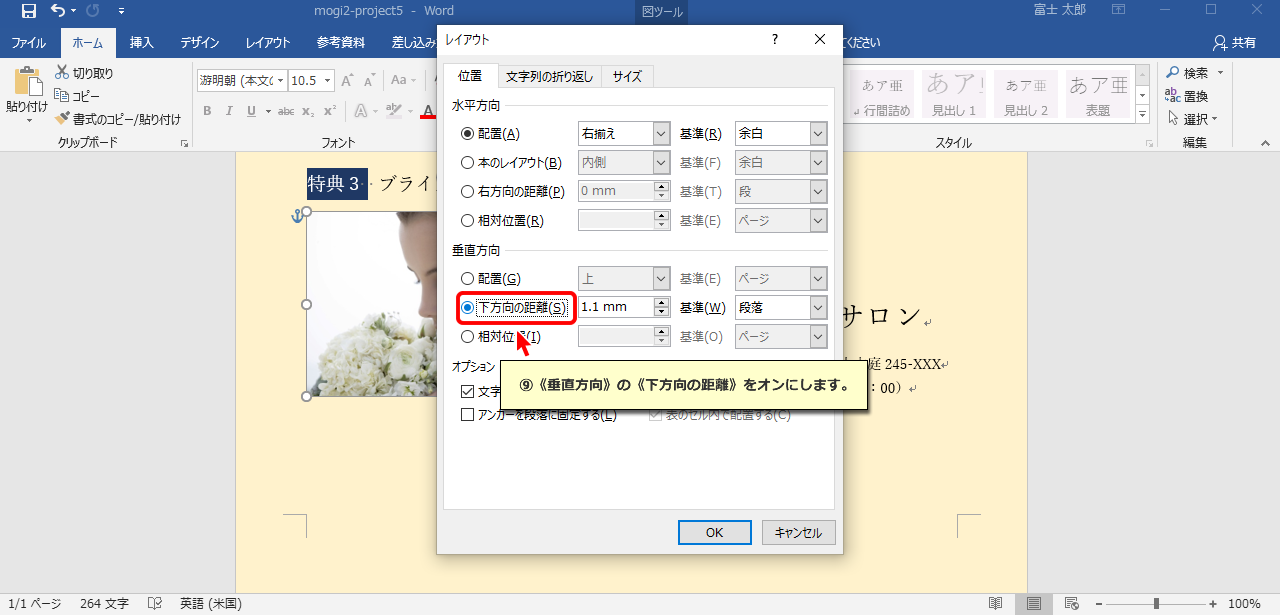 mogi2-project5 - Word
図ツール
富士 太郎
ファイル ホーム 挿入 デザイン レイアウト 参考資料 差し込み
ください
共有
貼り付け
切り取り
コピー
書式のコピー/貼り付け
クリップボード
游明朝 (本文 10.5 A A Aa
B I U abc x₂ x² A ab A
フォント
あア亜
↲ 行間詰め
あア!
見出し 1
あア亜
見出し 2
あア亜
表題
スタイル
検索
置換
選択
編集
特典 3 ブライ
サロン
庭 245-XXX
:00)
レイアウト ?
位置 文字列の折り返し サイズ
水平方向
配置(A) 右揃え 基準(R) 余白
本のレイアウト(B) 内側 基準(F) 余白
右方向の距離(P) 0 mm 基準(T) 段
相対位置(R) 基準(E) ページ
垂直方向
配置(G) 上 基準(E) ページ
下方向の距離(S) 1.1 mm 基準(W) 段落
相対位 (I) 基準(O) ページ
オプション
文字
アンカーを段落に固定する(L) 表のセル内で配置する(C)
⑨《垂直方向》の《下方向の距離》をオンにします。
OK キャンセル
1/1 ページ 264 文字 英語 (米国) 100%